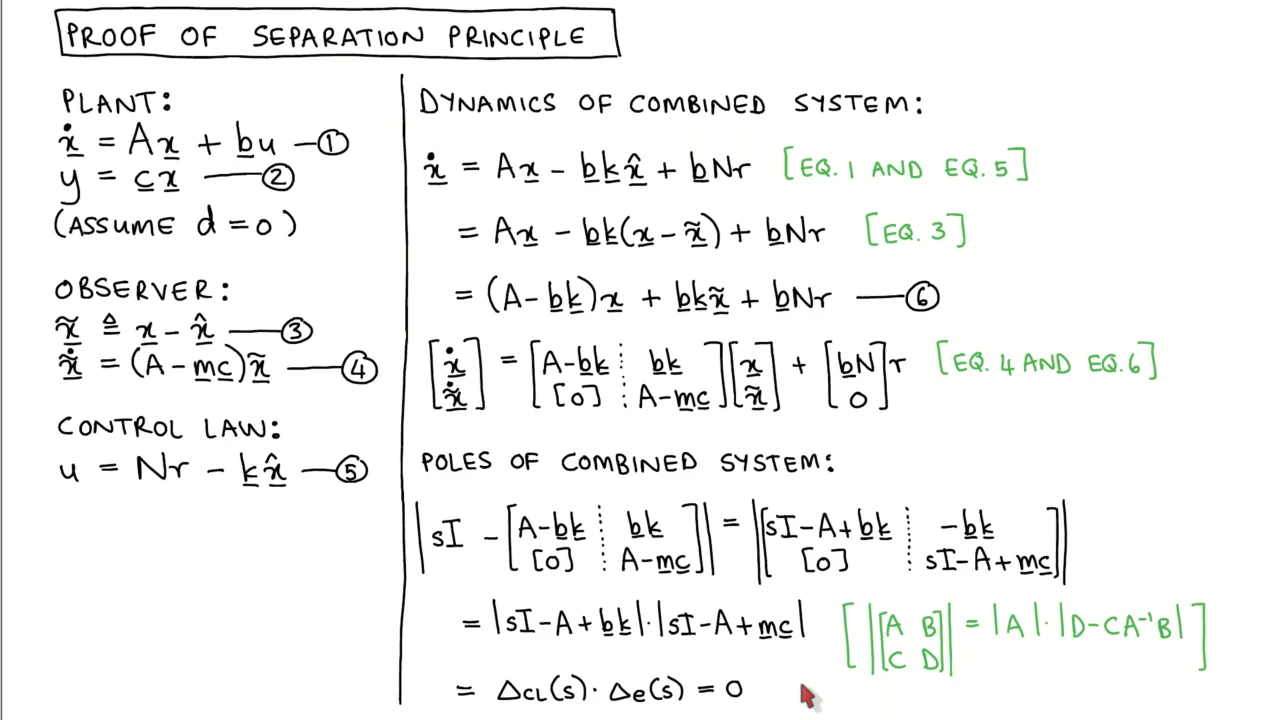 PROOF OF SEPARATION PRINCIPLE
PLANT:
ẋ = Ax + bu —①
y = cx —②
(ASSUME d = 0)
OBSERVER:
x̃ ≜ x − x̂ —③
x̃̇ = (A − mc)x̃ —④
CONTROL LAW:
u = Nr − kx̂ —⑤
DYNAMICS OF COMBINED SYSTEM:
ẋ = Ax − bkx̂ + bNr [EQ. 1 AND EQ. 5]
= Ax − bk(x − x̃) + bNr [EQ. 3]
= (A − bk)x + bkx̃ + bNr —⑥
[ẋ] = [A−bk ⋮ bk][x] + [bN]r [EQ. 4 AND EQ. 6]
[x̃̇] [[0] ⋮ A−mc][x̃] [0]
POLES OF COMBINED SYSTEM:
|sI − [A−bk ⋮ bk]| = |[sI−A+bk ⋮ −bk]|
[[0] ⋮ A−mc] [[0] ⋮ sI−A+mc]
= |sI−A+bk|·|sI−A+mc| [|[A B]| = |A|·|D−CA⁻¹B|]
[C D]
= ΔCL(s)·Δe(s) = 0